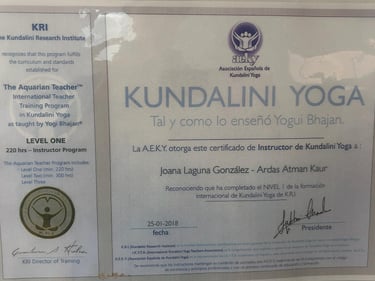 KRI
the Kundalini Research Institute
recognizes that this program fulfills
the curriculum and standards
established for
The Aquarian Teacher™
International Teacher
Training Program
in Kundalini Yoga
as taught by Yogi Bhajan®
LEVEL ONE
220 hrs – Instructor Program
The Aquarian Teacher Program includes
Level One (min. 220 hrs)
Level Two (min. 300 hrs)
Level Three
KRI Director of Training
aeky
Asociación Española de
Kundalini Yoga
KUNDALINI YOGA
Tal y como lo enseñó Yogui Bhajan.
La A.E.K.Y. otorga este certificado de Instructor de Kundalini Yoga a :
Joana Laguna González - Ardas Atman Kaur
Reconociendo que ha completado el NIVEL 1 de la formación
internacional de Kundalini Yoga de K.R.I.
25-01-2018
fecha
Presidente